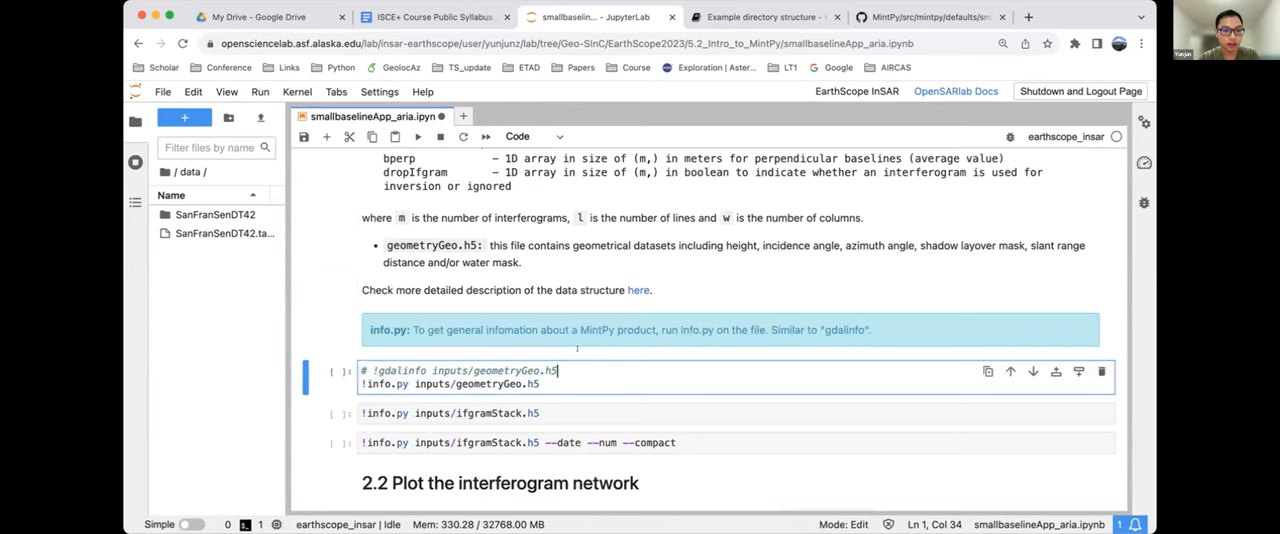 My Drive - Google Drive
ISCE+ Course Public Syllabus
smallbaselin... - JupyterLab
Example directory structure -
MintPy/src/mintpy/defaults/sm
opensciencelab.asf.alaska.edu/lab/insar-earthscope/user/yunjunz/lab/tree/Geo-SInC/EarthScope2023/5.2_Intro_to_MintPy/smallbaselineApp_aria.ipynb
Scholar
Conference
Links
Python
GeolocAz
TS_update
ETAD
Papers
Course
Exploration | Aster...
LT1
Google
AIRCAS
File Edit View Run Kernel Tabs Settings Help
EarthScope InSAR
OpenSARlab Docs
Shutdown and Logout Page
smallbaselineApp_aria.ipyn
Code
earthscope_insar
Filter files by name
/ data /
Name
SanFranSenDT42
SanFranSenDT42.ta...
bperp – 1D array in size of (m,) in meters for perpendicular baselines (average value)
dropIfgram – 1D array in size of (m,) in boolean to indicate whether an interferogram is used for
inversion or ignored
where m is the number of interferograms, l is the number of lines and w is the number of columns.
• geometryGeo.h5: this file contains geometrical datasets including height, incidence angle, azimuth angle, shadow layover mask, slant range
distance and/or water mask.
Check more detailed description of the data structure here.
info.py: To get general infomation about a MintPy product, run info.py on the file. Similar to "gdalinfo".
[ ]: # !gdalinfo inputs/geometryGeo.h5
!info.py inputs/geometryGeo.h5
[ ]: !info.py inputs/ifgramStack.h5
[ ]: !info.py inputs/ifgramStack.h5 --date --num --compact
2.2 Plot the interferogram network
Simple 0 1 earthscope_insar | Idle Mem: 330.28 / 32768.00 MB
Mode: Edit Ln 1, Col 34 smallbaselineApp_aria.ipynb 1
Yunjun